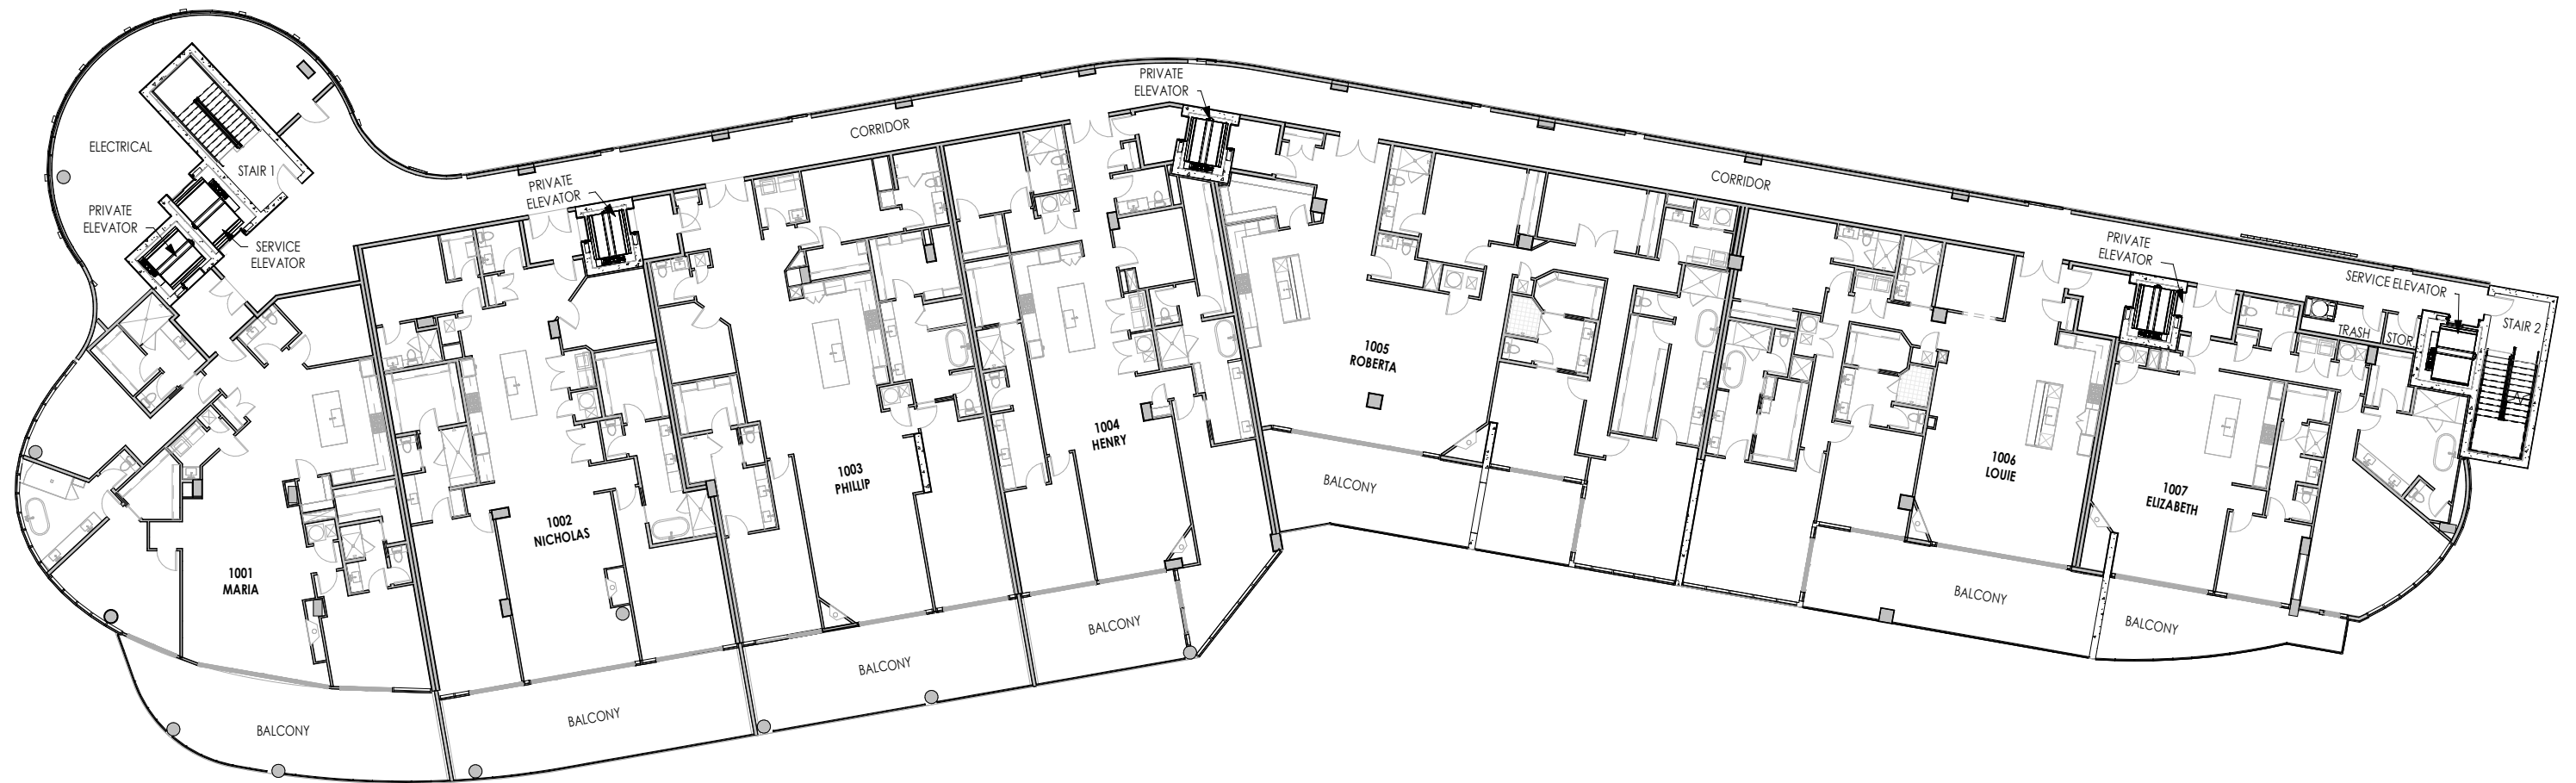 ELECTRICAL
STAIR 1
PRIVATE
ELEVATOR
SERVICE
ELEVATOR
PRIVATE
ELEVATOR
CORRIDOR
PRIVATE
ELEVATOR
CORRIDOR
PRIVATE
ELEVATOR
SERVICE ELEVATOR
STAIR 2
TRASH
STOR
1001
MARIA
1002
NICHOLAS
1003
PHILLIP
1004
HENRY
1005
ROBERTA
1006
LOUIE
1007
ELIZABETH
BALCONY
BALCONY
BALCONY
BALCONY
BALCONY
BALCONY
BALCONY